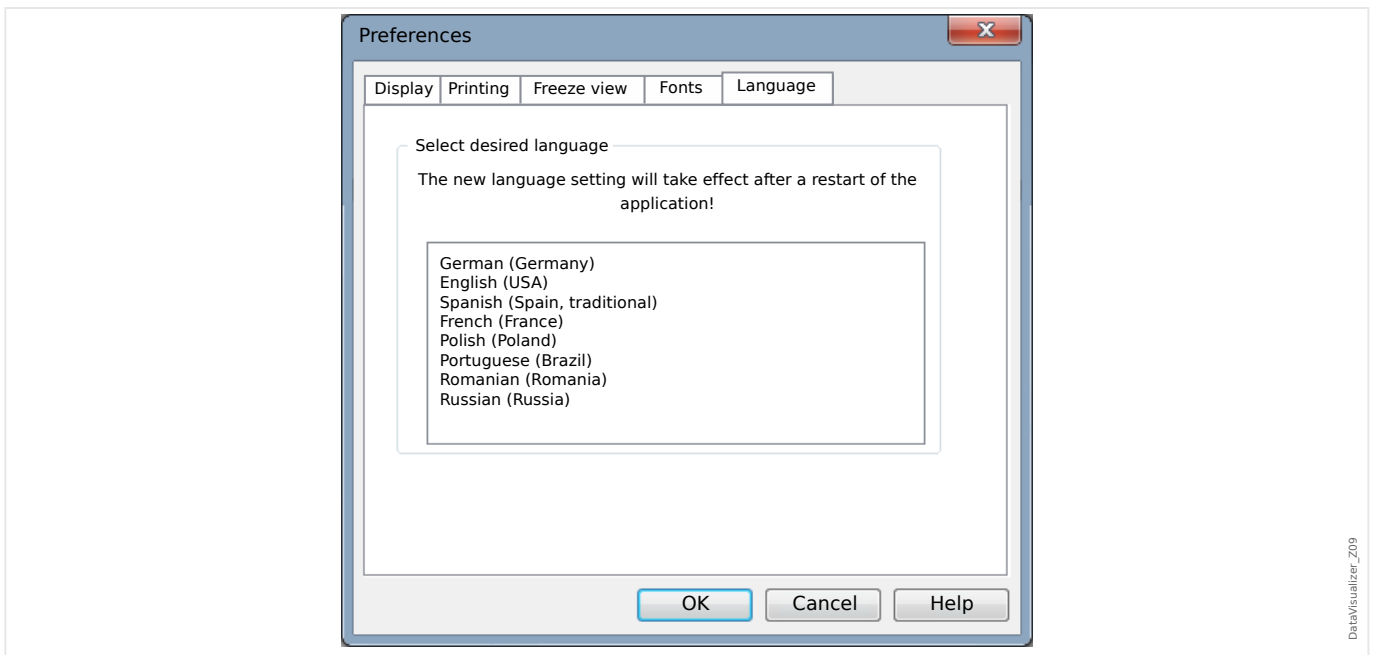 Preferences
X
Display Printing Freeze view Fonts Language
Select desired language
The new language setting will take effect after a restart of the
application!
German (Germany)
English (USA)
Spanish (Spain, traditional)
French (France)
Polish (Poland)
Portuguese (Brazil)
Romanian (Romania)
Russian (Russia)
OK Cancel Help
DataVisualizer_Z09